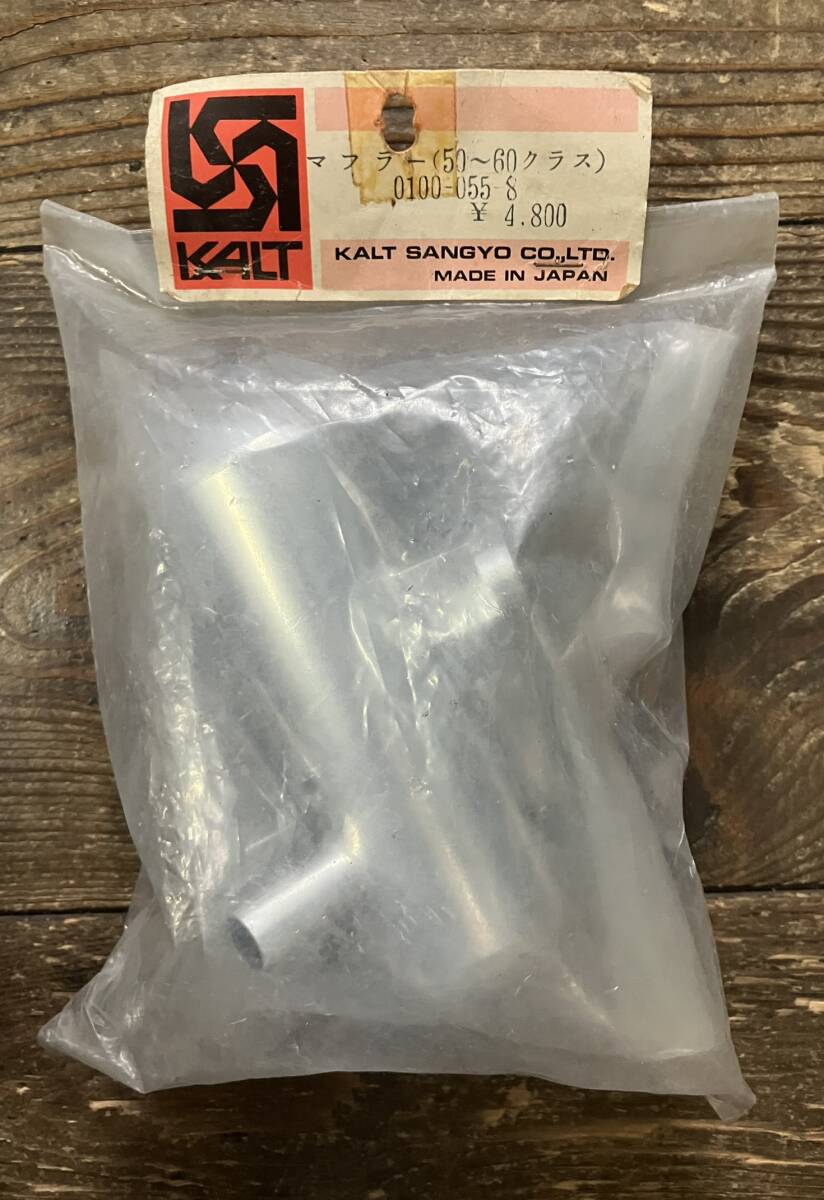 マフラー(50〜60クラス)
0100-055-8
¥ 4.800
KALT
KALT SANGYO CO.,LTD.
MADE IN JAPAN